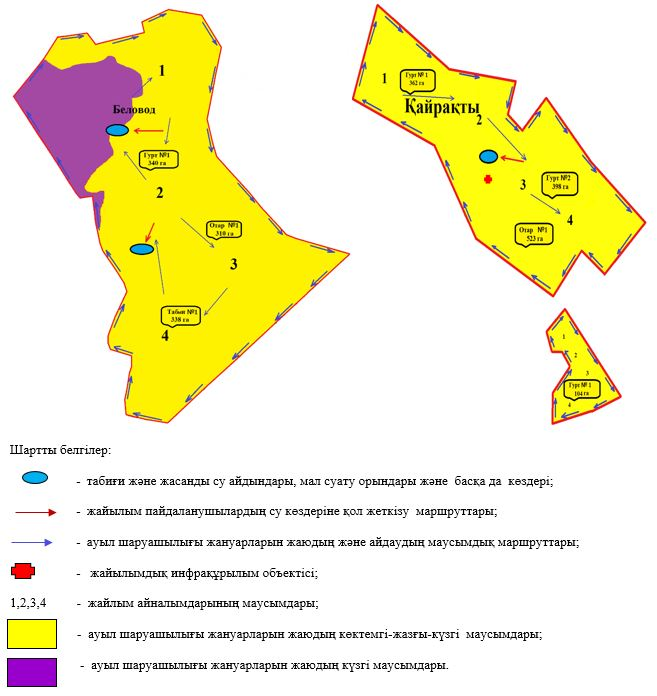 1
Беловод
Гурт №1
340 га
2
Отар №1
310 га
3
Табын №1
338 га
4
1
Гурт № 1
362 га
Қайрақты
2
3
Гурт №2
398 га
4
Отар №1
523 га
1
2
3
Гурт № 1
104 га
4
Шартты белгілер:
- табиғи және жасанды су айдындары, мал суату орындары және басқа да көздері;
- жайылым пайдаланушылардың су көздеріне қол жеткізу маршруттары;
- ауыл шаруашылығы жануарларын жаюдың және айдаудың маусымдық маршруттары;
- жайылымдық инфрақұрылым объектісі;
1,2,3,4 - жайлым айналымдарының маусымдары;
- ауыл шаруашылығы жануарларын жаюдың көктемгі-жазғы-күзгі маусымдары;
- ауыл шаруашылығы жануарларын жаюдың күзгі маусымдары.